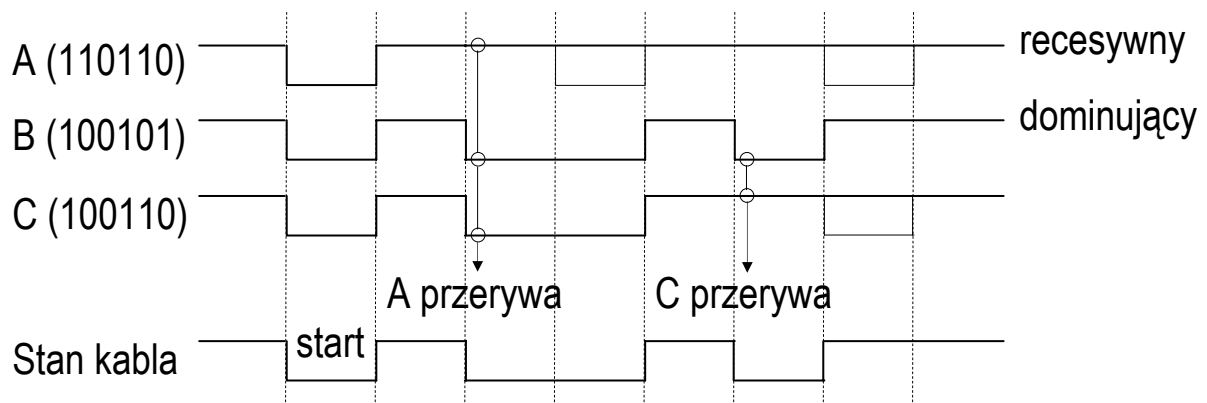 A (110110)
recesywny
B (100101)
dominujący
C (100110)
A przerywa
C przerywa
Stan kabla
start